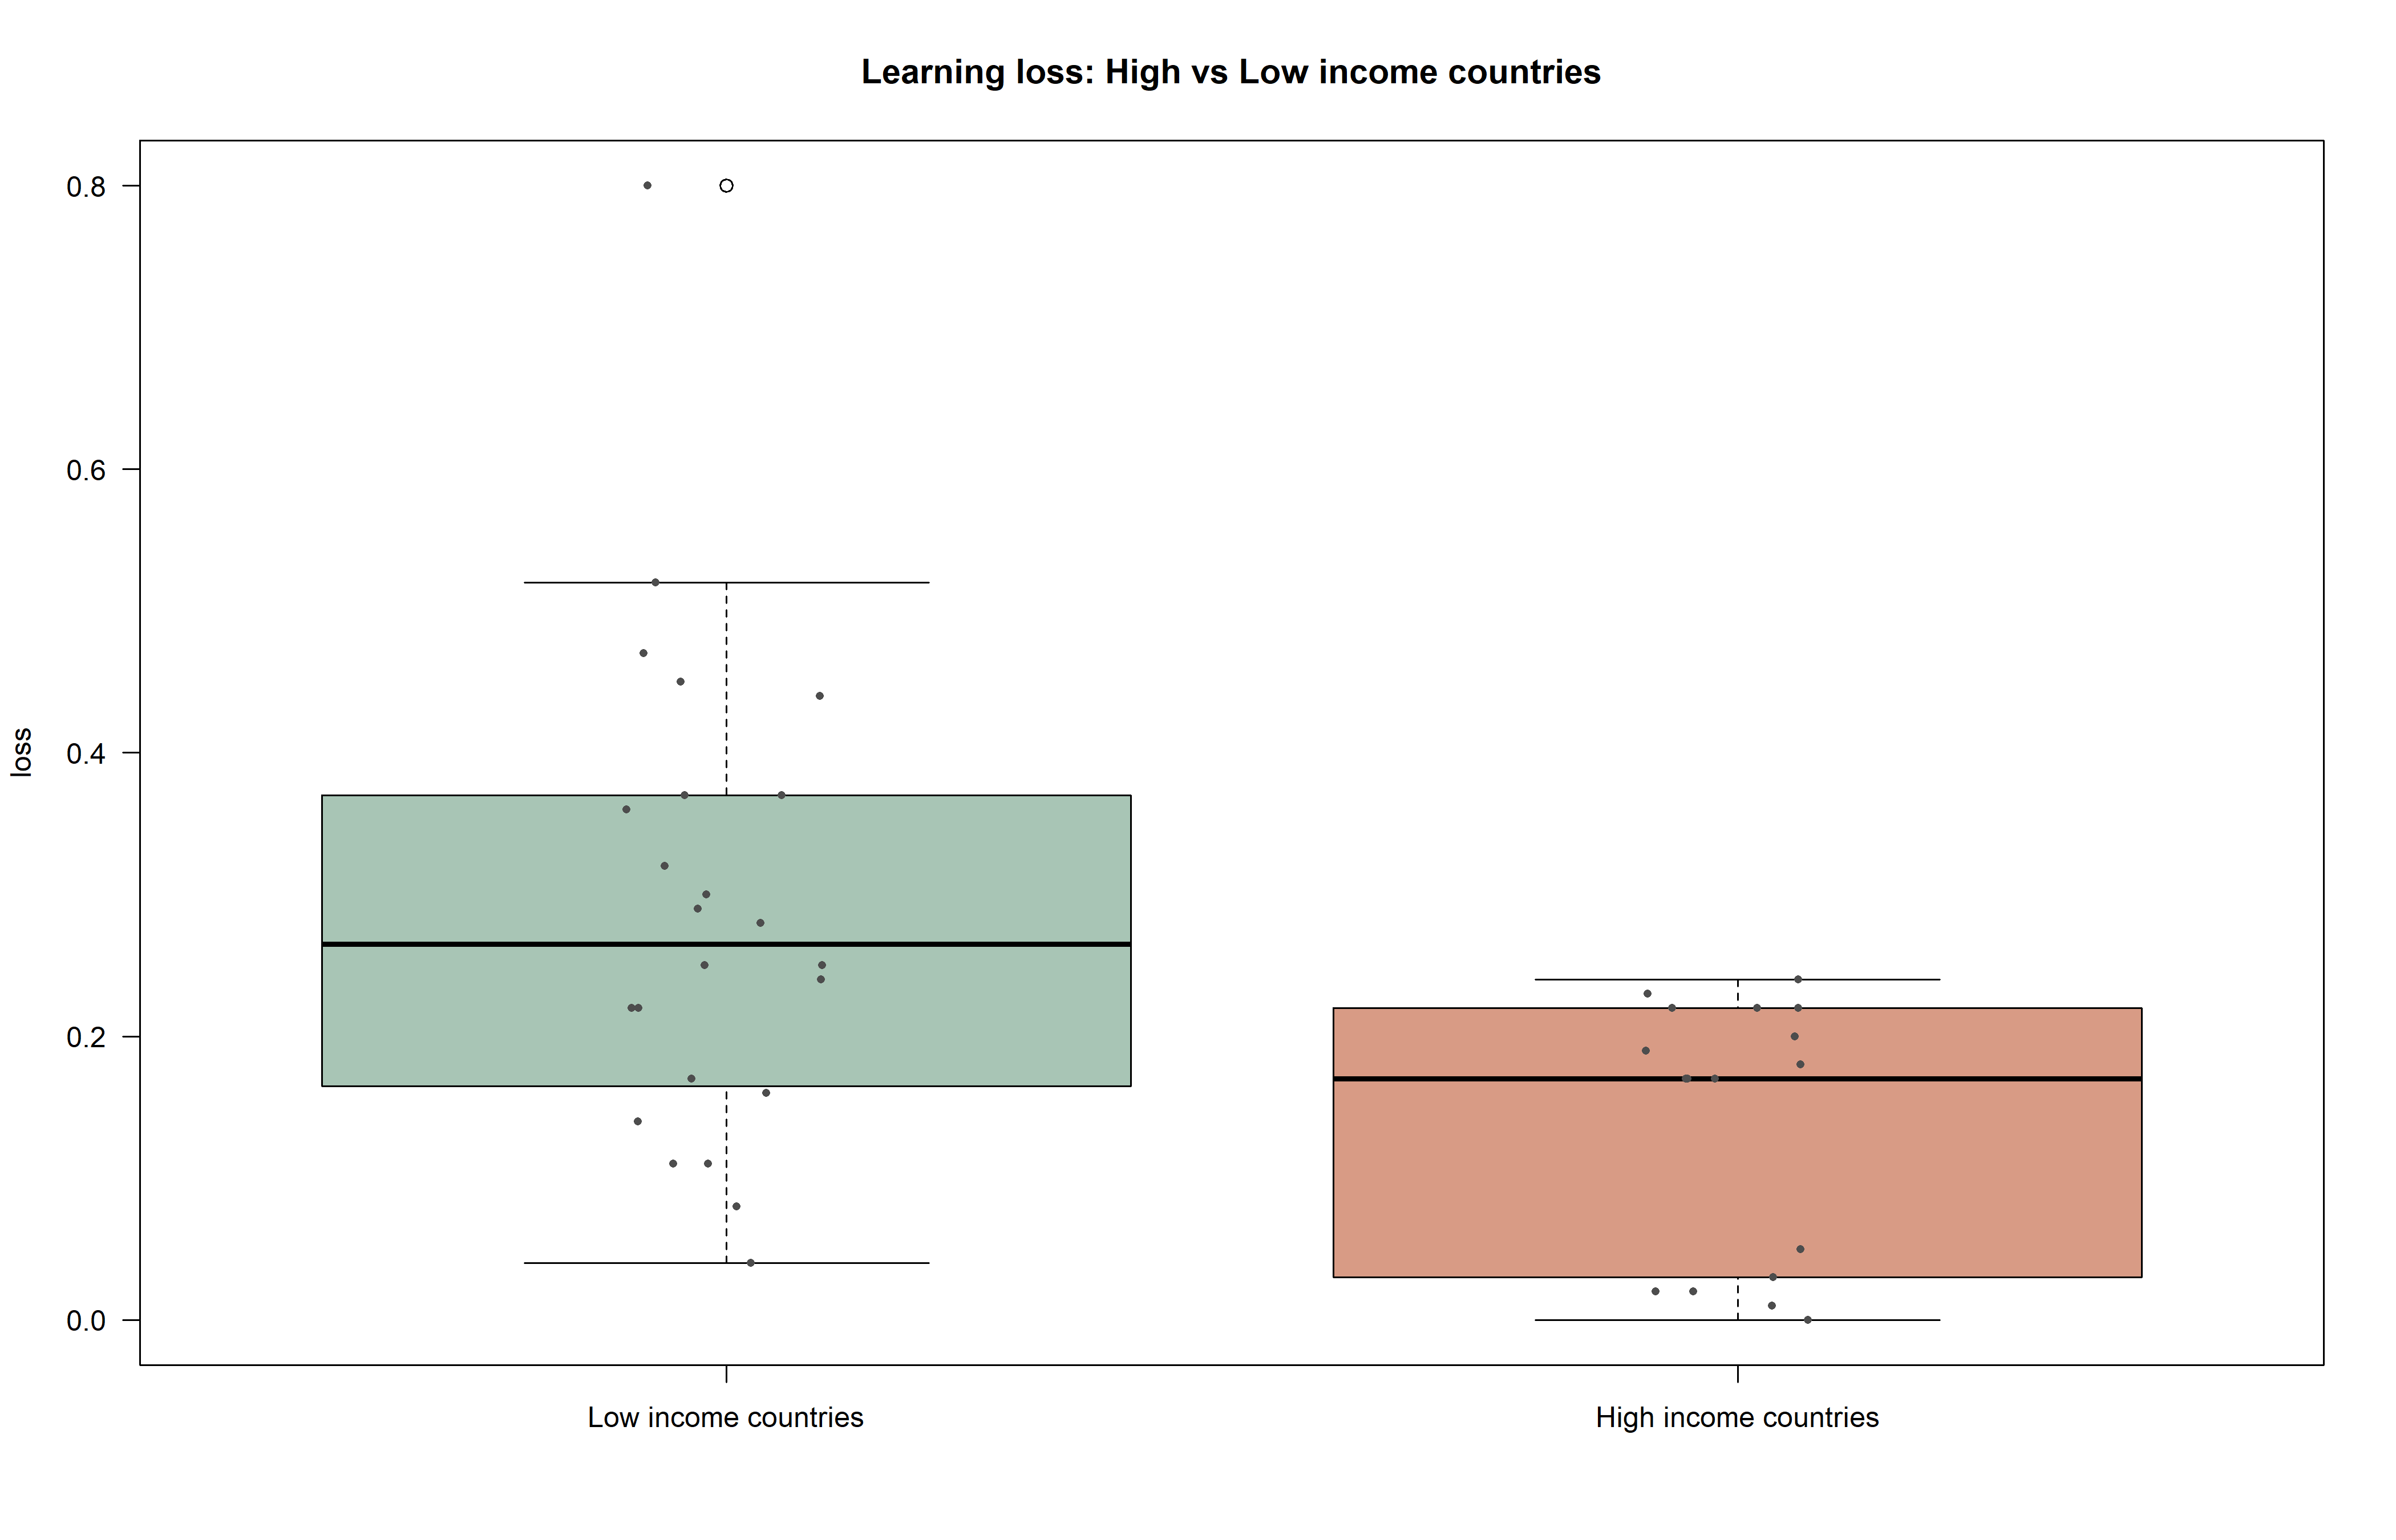 Learning loss: High vs Low income countries
0.8
0.6
0.4
0.2
0.0
loss
Low income countries
High income countries